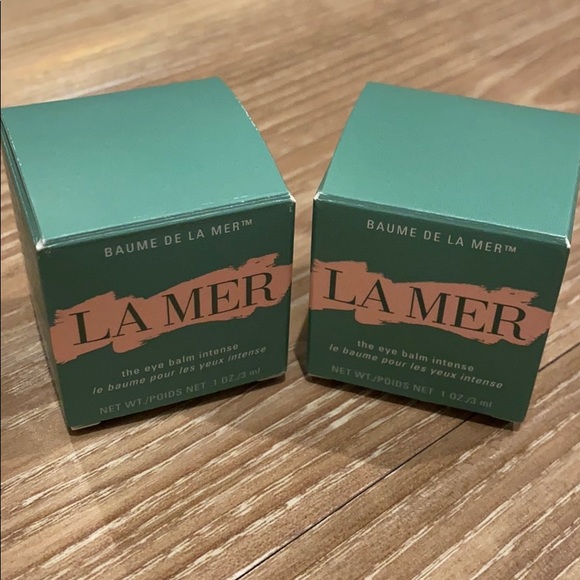 BAUME DE LA MER™
LA MER
the eye balm intense
le baume pour les yeux intense
NET WT./POIDS NET .1 OZ./3 ml
BAUME DE LA MER™
LA MER
the eye balm intense
le baume pour les yeux intense
NET WT./POIDS NET .1 OZ./3 ml